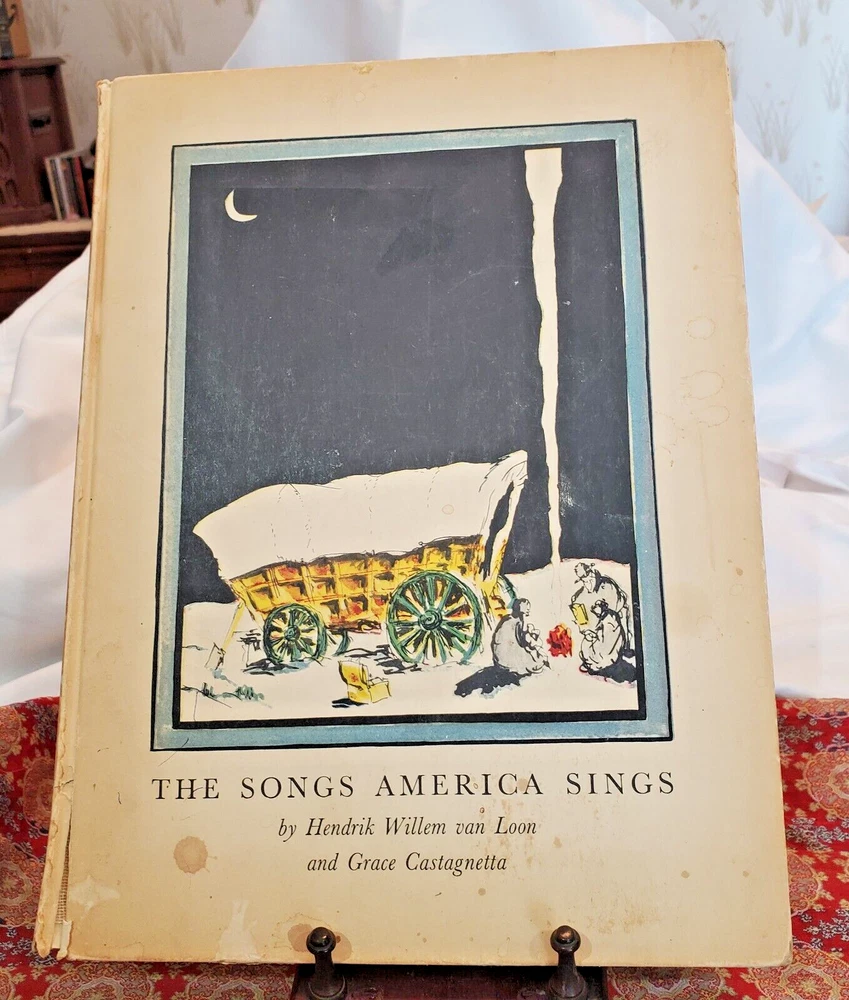 THE SONGS AMERICA SINGS
by Hendrik Willem van Loon
and Grace Castagnetta